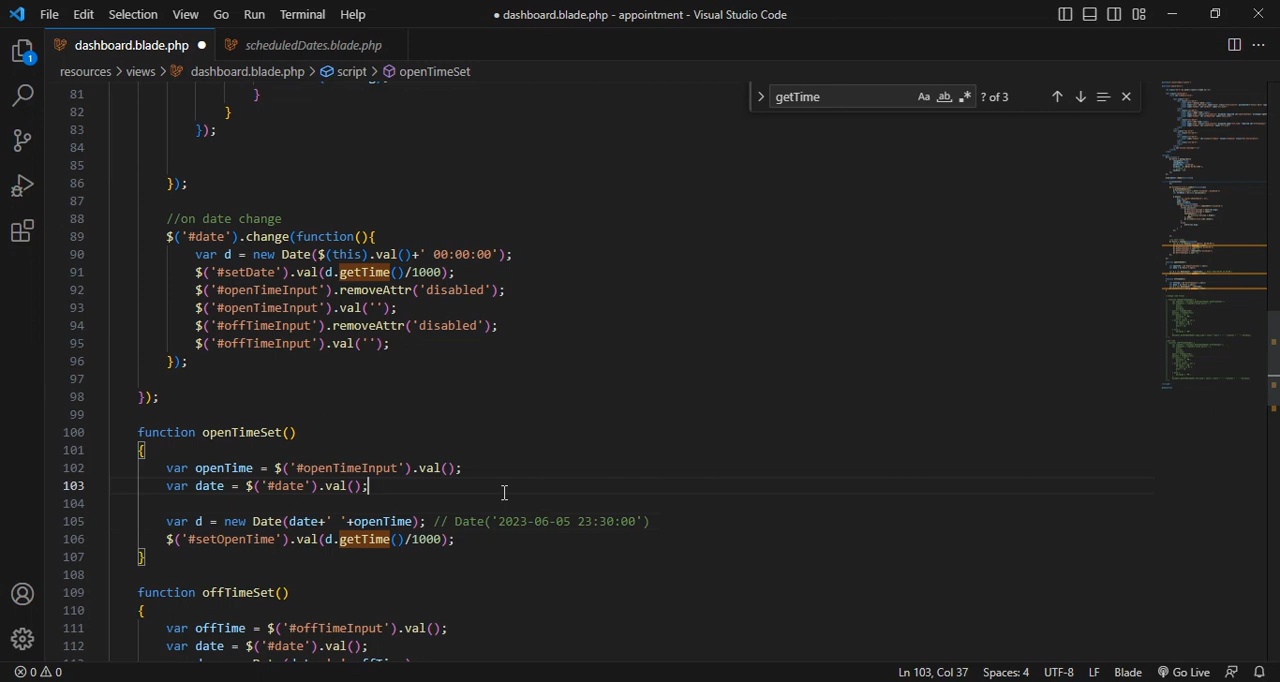 File Edit Selection View Go Run Terminal Help ● dashboard.blade.php - appointment - Visual Studio Code
dashboard.blade.php ● scheduledDates.blade.php
resources > views > dashboard.blade.php > script > openTimeSet
getTime Aa ab .* ? of 3
81 }
82 }
83 });
84
85
86 });
87
88 //on date change
89 $('#date').change(function(){
90 var d = new Date($(this).val()+' 00:00:00');
91 $('#setDate').val(d.getTime()/1000);
92 $('#openTimeInput').removeAttr('disabled');
93 $('#openTimeInput').val('');
94 $('#offTimeInput').removeAttr('disabled');
95 $('#offTimeInput').val('');
96 });
97
98 });
99
100 function openTimeSet()
101 {
102 var openTime = $('#openTimeInput').val();
103 var date = $('#date').val();
104
105 var d = new Date(date+' '+openTime); // Date('2023-06-05 23:30:00')
106 $('#setOpenTime').val(d.getTime()/1000);
107 }
108
109 function offTimeSet()
110 {
111 var offTime = $('#offTimeInput').val();
112 var date = $('#date').val();
1
0 0 Ln 103, Col 37 Spaces: 4 UTF-8 LF Blade Go Live